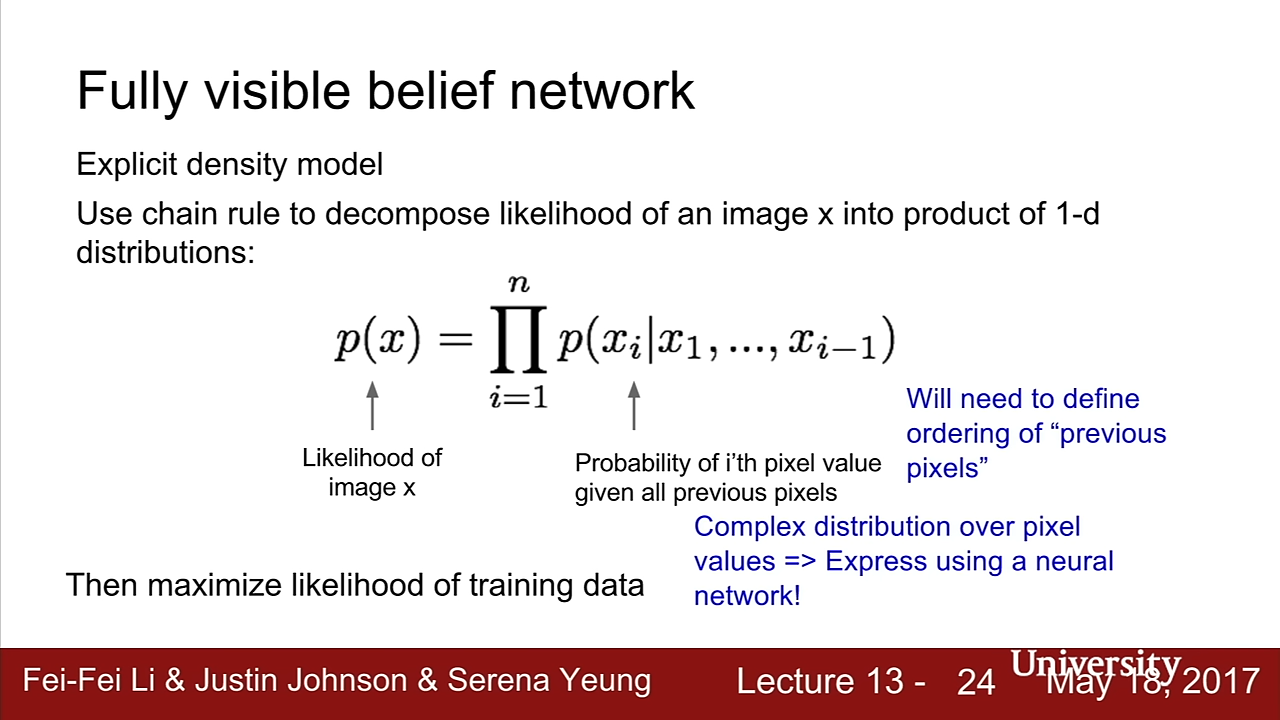 Fully visible belief network
Explicit density model
Use chain rule to decompose likelihood of an image x into product of 1-d
distributions:
p(x) = ∏_{i=1}^{n} p(x_i|x_1, ..., x_{i−1})
Will need to define
ordering of “previous
pixels”
Likelihood of
image x
Probability of i’th pixel value
given all previous pixels
Complex distribution over pixel
values => Express using a neural
network!
Then maximize likelihood of training data
Fei-Fei Li & Justin Johnson & Serena Yeung
Lecture 13 - 24
University
May 18, 2017